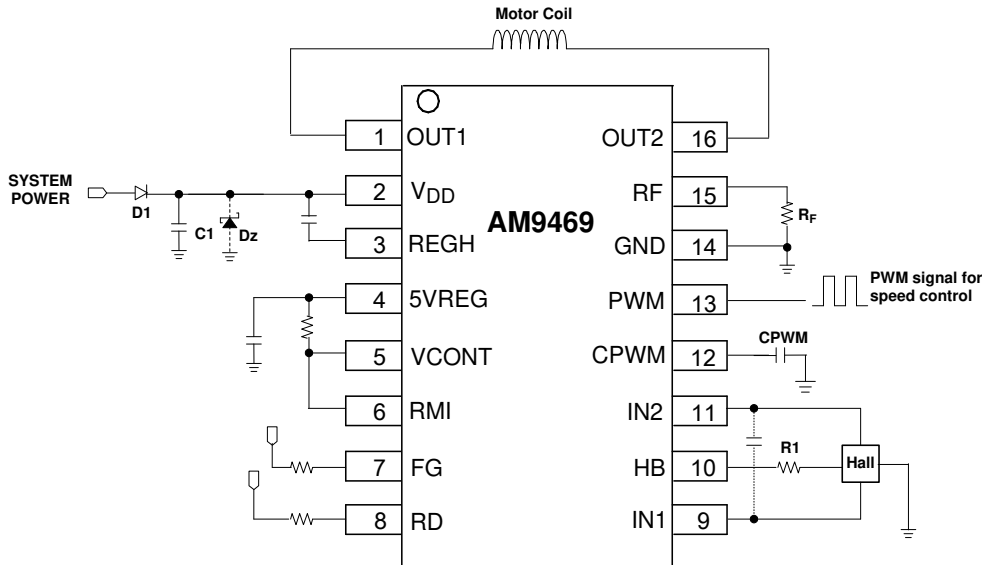 Motor Coil
1 OUT1
OUT2 16
SYSTEM
POWER
D1
C1
Dz
2 VDD
RF 15
RF
AM9469
3 REGH
GND 14
4 5VREG
PWM 13
PWM signal for
speed control
5 VCONT
CPWM 12
CPWM
6 RMI
IN2 11
7 FG
HB 10
R1
Hall
8 RD
IN1 9